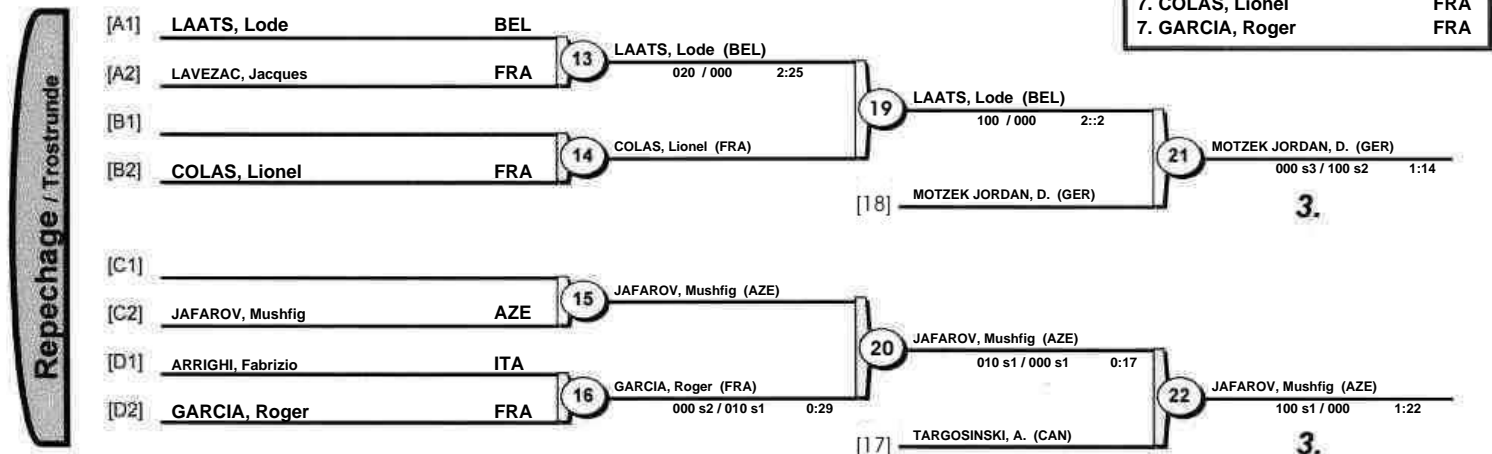 7. COLAS, Lionel FRA
7. GARCIA, Roger FRA
Repechage / Trostrunde
[A1] LAATS, Lode BEL
13 LAATS, Lode (BEL)
020 / 000 2:25
[A2] LAVEZAC, Jacques FRA
19 LAATS, Lode (BEL)
100 / 000 2::2
[B1]
14 COLAS, Lionel (FRA)
[B2] COLAS, Lionel FRA
21 MOTZEK JORDAN, D. (GER)
000 s3 / 100 s2 1:14
[18] MOTZEK JORDAN, D. (GER)
3.
[C1]
15 JAFAROV, Mushfig (AZE)
[C2] JAFAROV, Mushfig AZE
20 JAFAROV, Mushfig (AZE)
010 s1 / 000 s1 0:17
[D1] ARRIGHI, Fabrizio ITA
16 GARCIA, Roger (FRA)
000 s2 / 010 s1 0:29
[D2] GARCIA, Roger FRA
22 JAFAROV, Mushfig (AZE)
100 s1 / 000 1:22
[17] TARGOSINSKI, A. (CAN)
3.